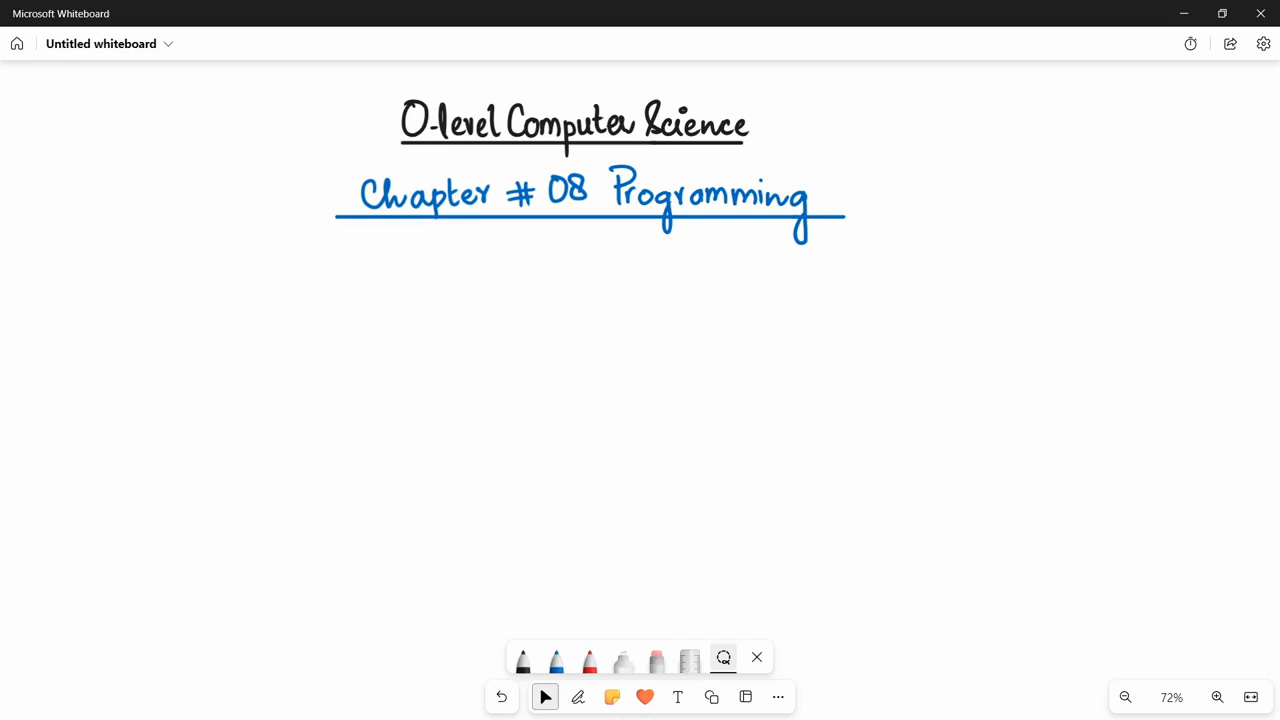 Microsoft Whiteboard
Untitled whiteboard
O-level Computer Science
Chapter # 08 Programming
72%